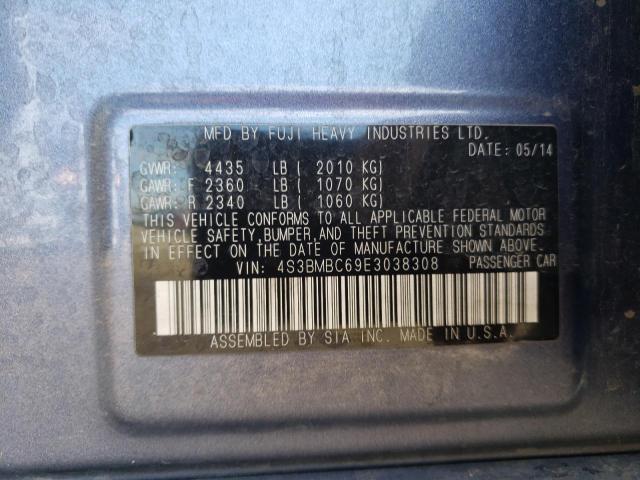 MFD BY FUJI HEAVY INDUSTRIES LTD.
DATE: 05/14
GVWR: 4435 LB ( 2010 KG)
GAWR: F 2360 LB ( 1070 KG)
GAWR: R 2340 LB ( 1060 KG)
THIS VEHICLE CONFORMS TO ALL APPLICABLE FEDERAL MOTOR
VEHICLE SAFETY, BUMPER, AND THEFT PREVENTION STANDARDS
IN EFFECT ON THE DATE OF MANUFACTURE SHOWN ABOVE.
VIN: 4S3BMBC69E3038308 PASSENGER CAR
ASSEMBLED BY SIA INC. MADE IN U.S.A.